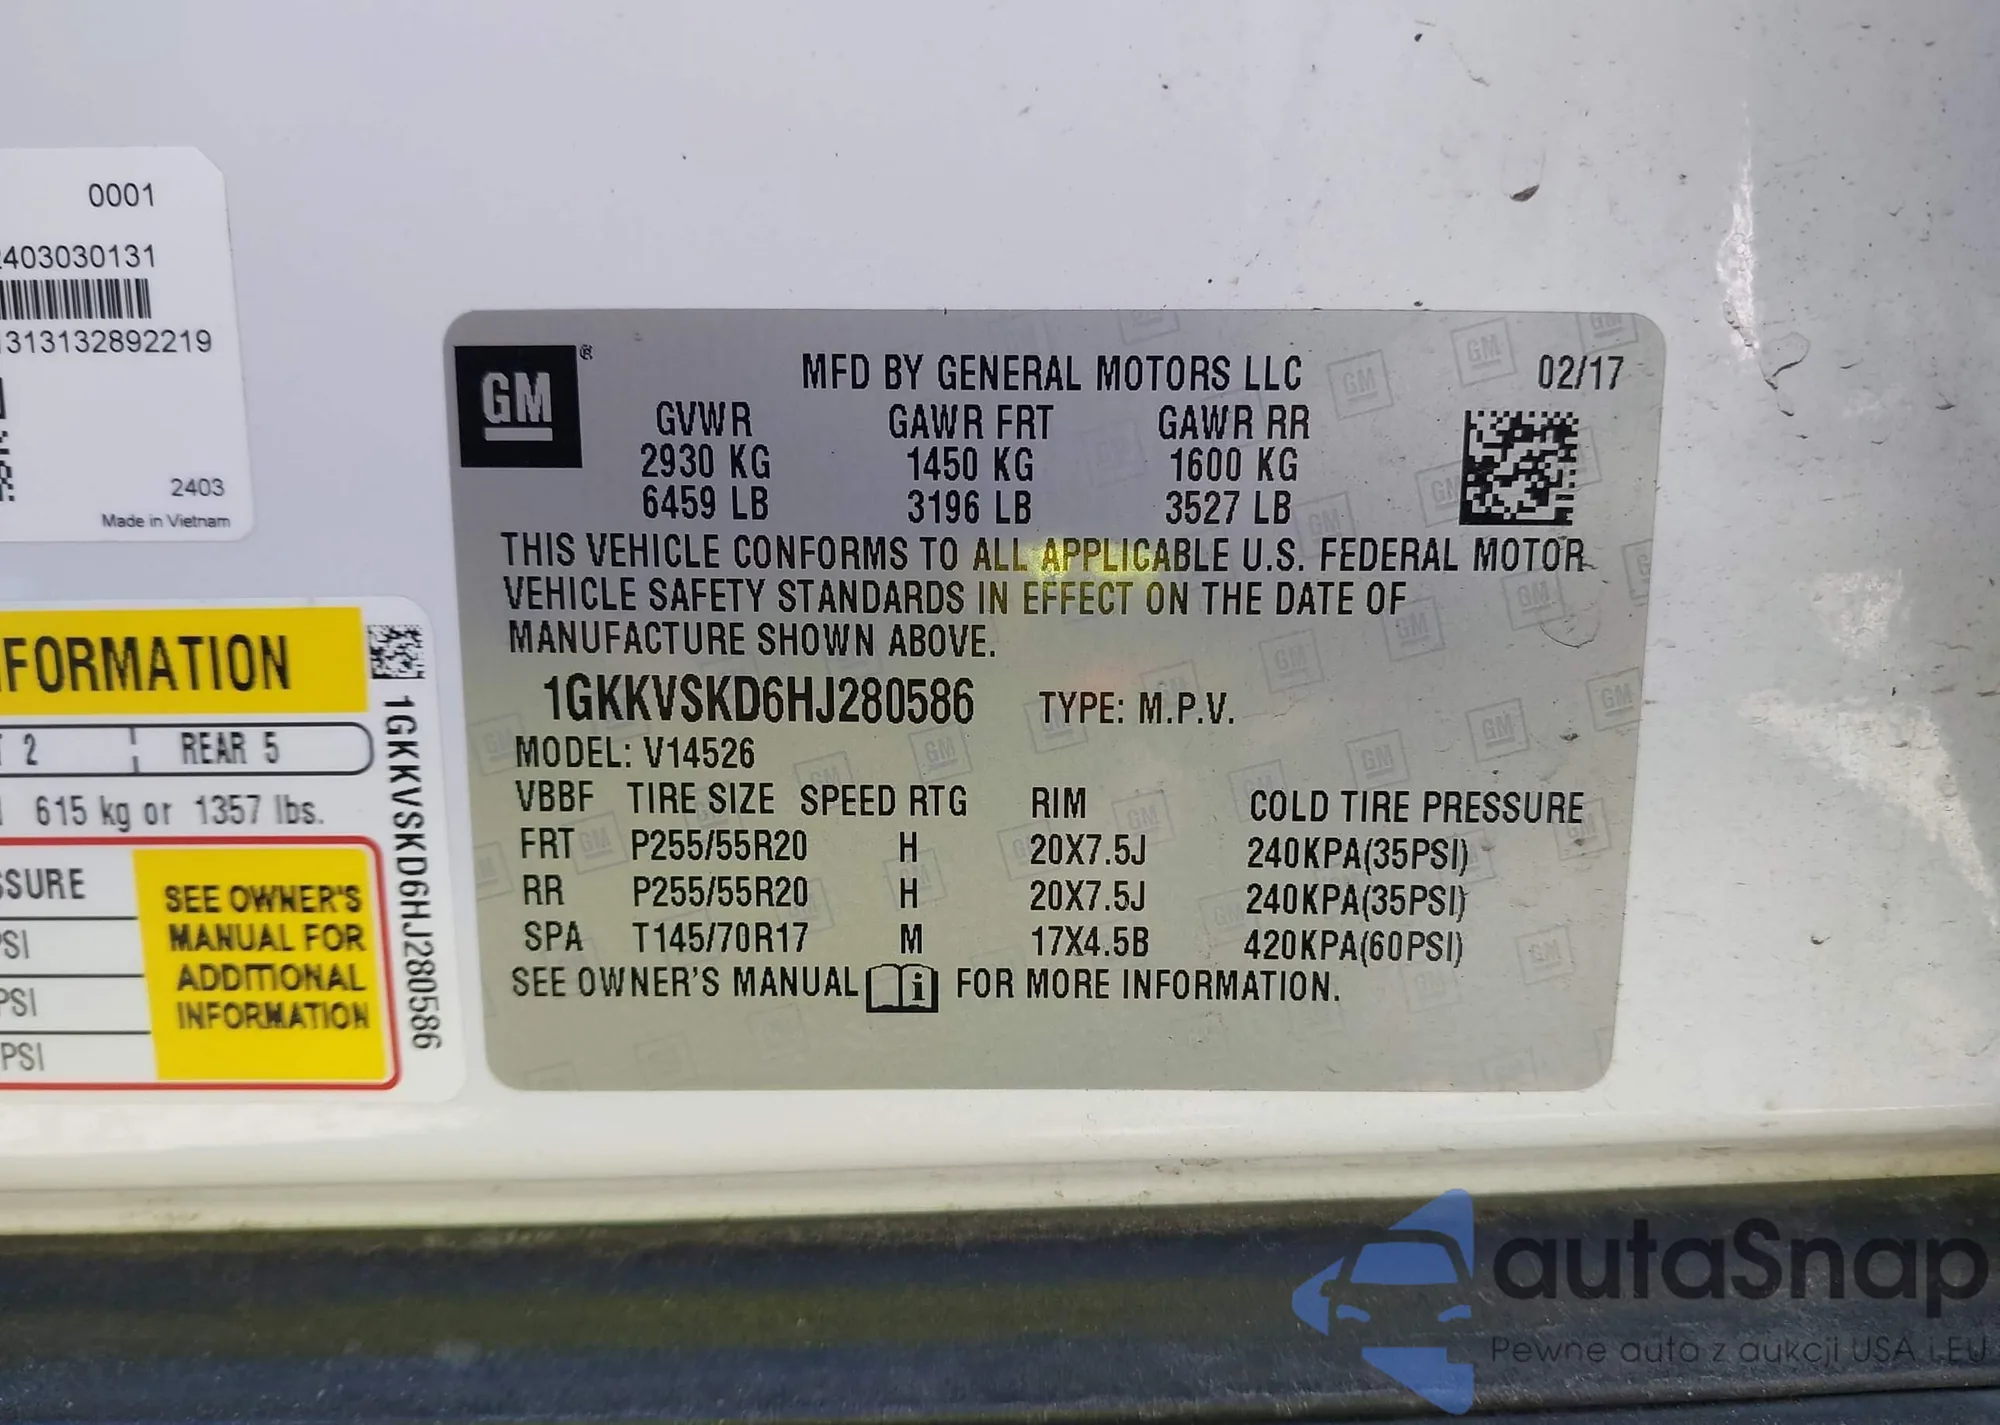 0001
2403030131
313132892219
2403
Made in Vietnam
FORMATION
2 REAR 5
615 kg or 1357 lbs.
SSURE
PSI
PSI
PSI
SEE OWNER'S
MANUAL FOR
ADDITIONAL
INFORMATION
1GKKVSKD6HJ280586
GM ®
MFD BY GENERAL MOTORS LLC 02/17
GVWR GAWR FRT GAWR RR
2930 KG 1450 KG 1600 KG
6459 LB 3196 LB 3527 LB
THIS VEHICLE CONFORMS TO ALL APPLICABLE U.S. FEDERAL MOTOR
VEHICLE SAFETY STANDARDS IN EFFECT ON THE DATE OF
MANUFACTURE SHOWN ABOVE.
1GKKVSKD6HJ280586 TYPE: M.P.V.
MODEL: V14526
VBBF TIRE SIZE SPEED RTG RIM COLD TIRE PRESSURE
FRT P255/55R20 H 20X7.5J 240KPA(35PSI)
RR P255/55R20 H 20X7.5J 240KPA(35PSI)
SPA T145/70R17 M 17X4.5B 420KPA(60PSI)
SEE OWNER'S MANUAL FOR MORE INFORMATION.
autaSnap
Pewne auta z aukcji USA i EU